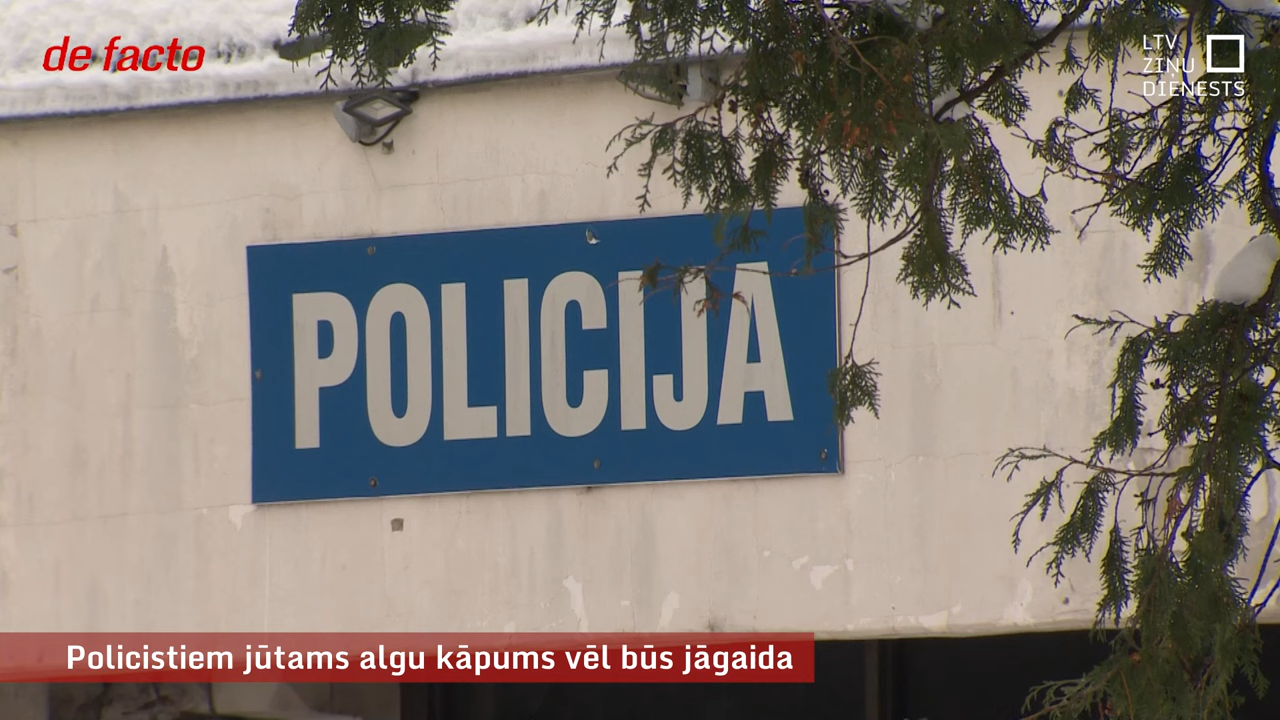 de facto
LTV
ZIŅU
DIENESTS
POLICIJA
Policistiem jūtams algu kāpums vēl būs jāgaida